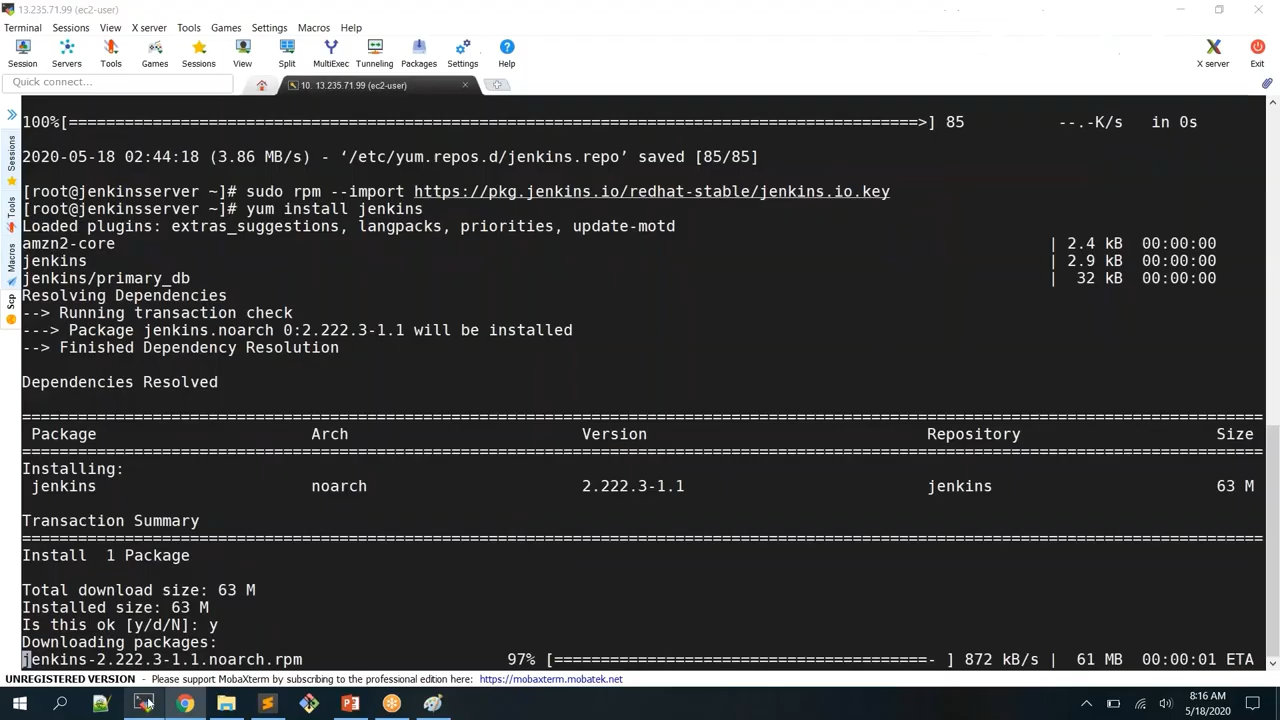 13.235.71.99 (ec2-user)
Terminal Sessions View X server Tools Games Settings Macros Help
Session Servers Tools Games Sessions View Split MultiExec Tunneling Packages Settings Help X server Exit
Quick connect...
10. 13.235.71.99 (ec2-user)
Sessions
Tools
Macros
Scp
100%[============================================================================================>] 85 --.-K/s in 0s
2020-05-18 02:44:18 (3.86 MB/s) - ‘/etc/yum.repos.d/jenkins.repo’ saved [85/85]
[root@jenkinsserver ~]# sudo rpm --import https://pkg.jenkins.io/redhat-stable/jenkins.io.key
[root@jenkinsserver ~]# yum install jenkins
Loaded plugins: extras_suggestions, langpacks, priorities, update-motd
amzn2-core | 2.4 kB 00:00:00
jenkins | 2.9 kB 00:00:00
jenkins/primary_db | 32 kB 00:00:00
Resolving Dependencies
--> Running transaction check
---> Package jenkins.noarch 0:2.222.3-1.1 will be installed
--> Finished Dependency Resolution
Dependencies Resolved
Package Arch Version Repository Size
Installing:
jenkins noarch 2.222.3-1.1 jenkins 63 M
Transaction Summary
Install 1 Package
Total download size: 63 M
Installed size: 63 M
Is this ok [y/d/N]: y
Downloading packages:
jenkins-2.222.3-1.1.noarch.rpm 97% [========================================- ] 872 kB/s | 61 MB 00:00:01 ETA
UNREGISTERED VERSION - Please support MobaXterm by subscribing to the professional edition here: https://mobaxterm.mobatek.net
8:16 AM
5/18/2020